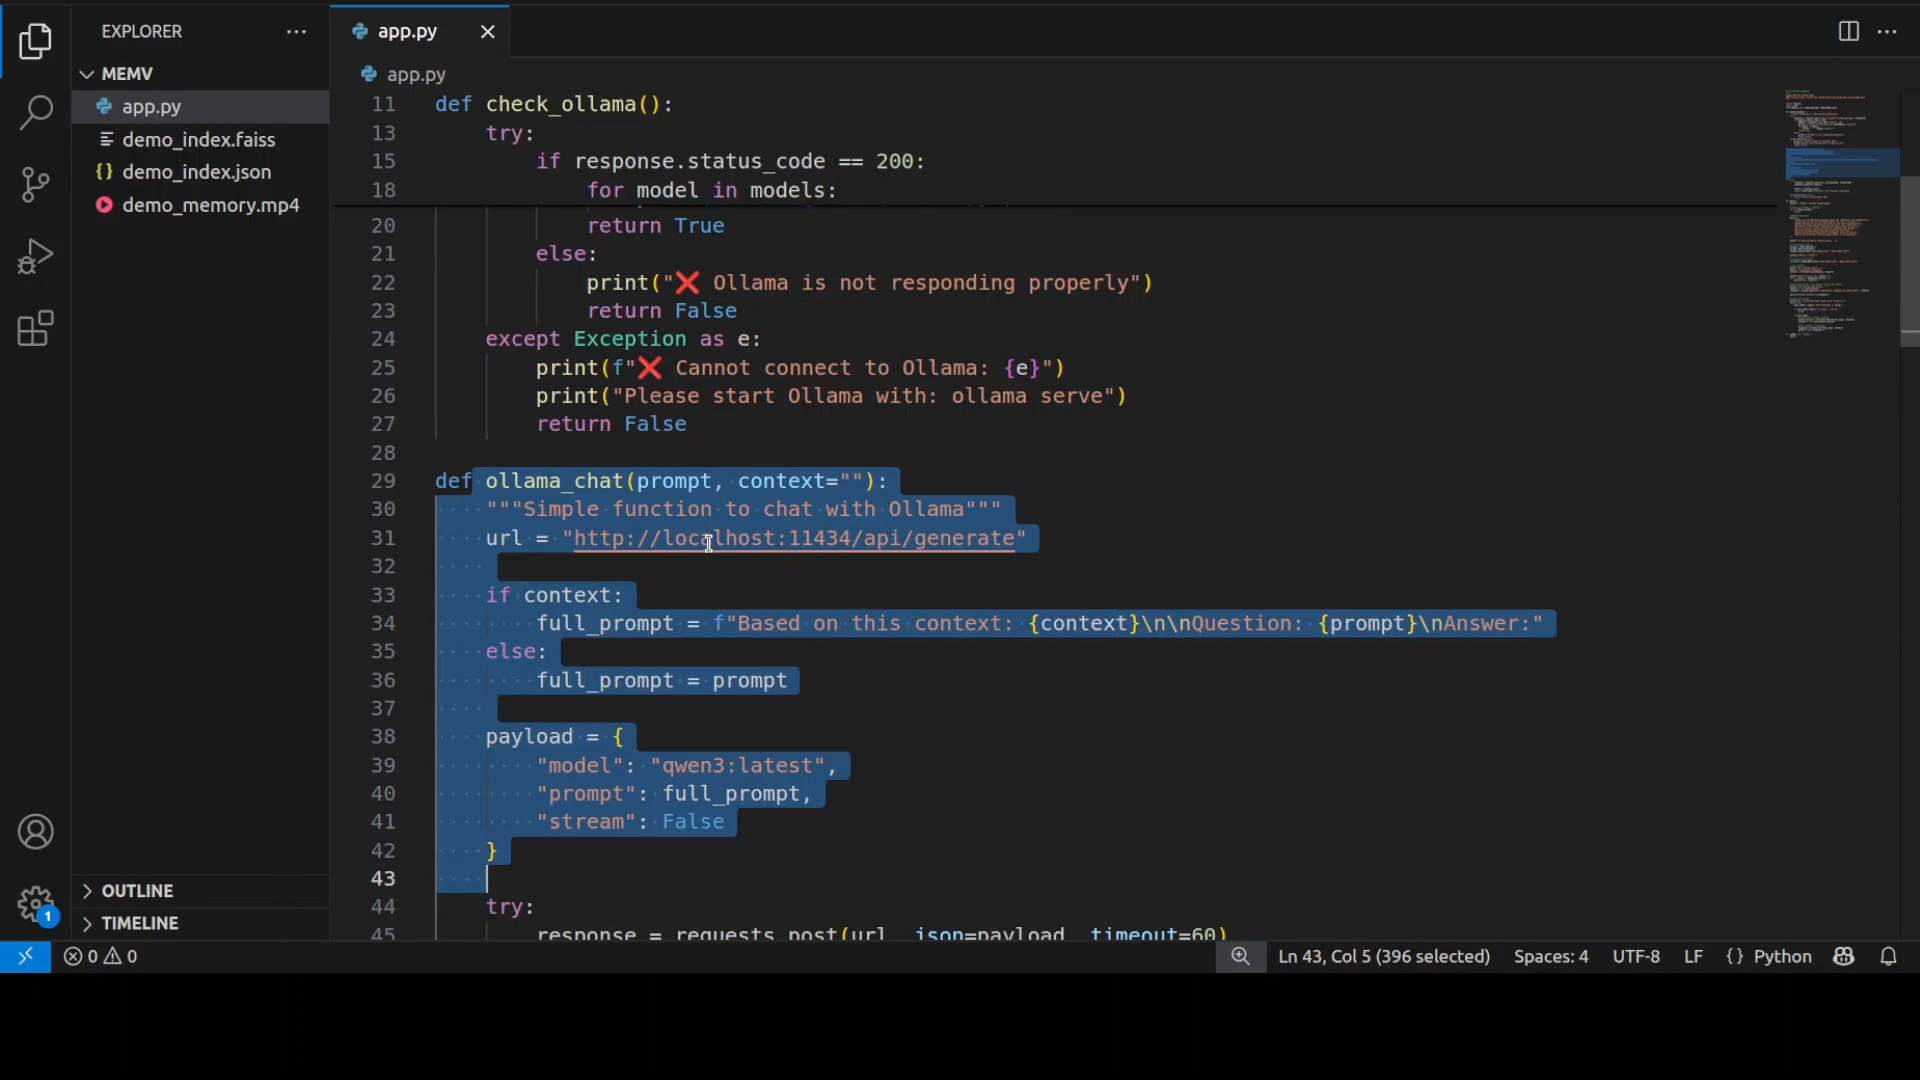 EXPLORER
MEMV
app.py
demo_index.faiss
demo_index.json
demo_memory.mp4
OUTLINE
TIMELINE
1
app.py
app.py
11 def check_ollama():
13 try:
15 if response.status_code == 200:
18 for model in models:
20 return True
21 else:
22 print("❌ Ollama is not responding properly")
23 return False
24 except Exception as e:
25 print(f"❌ Cannot connect to Ollama: {e}")
26 print("Please start Ollama with: ollama serve")
27 return False
28
29 def ollama_chat(prompt, context=""):
30 """Simple function to chat with Ollama"""
31 url = "http://localhost:11434/api/generate"
32
33 if context:
34 full_prompt = f"Based on this context: {context}\n\nQuestion: {prompt}\nAnswer:"
35 else:
36 full_prompt = prompt
37
38 payload = {
39 "model": "qwen3:latest",
40 "prompt": full_prompt,
41 "stream": False
42 }
43
44 try:
45 response = requests.post(url, json=payload, timeout=60)
0 0 Ln 43, Col 5 (396 selected) Spaces: 4 UTF-8 LF {} Python